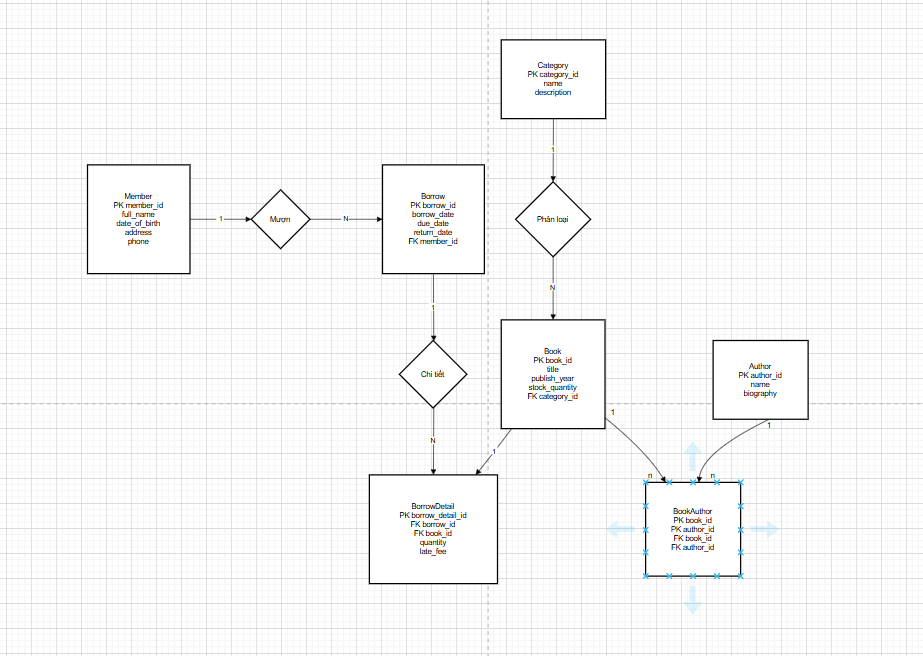 Category
PK category_id
name
description
1
Member
PK member_id
full_name
date_of_birth
address
phone
1
Mượn
N
Borrow
PK borrow_id
borrow_date
due_date
return_date
FK member_id
Phân loại
N
1
Chi tiết
N
Book
PK book_id
title
publish_year
stock_quantity
FK category_id
Author
PK author_id
name
biography
1
1
1
n
n
BorrowDetail
PK borrow_detail_id
FK borrow_id
FK book_id
quantity
late_fee
BookAuthor
PK book_id
PK author_id
FK book_id
FK author_id